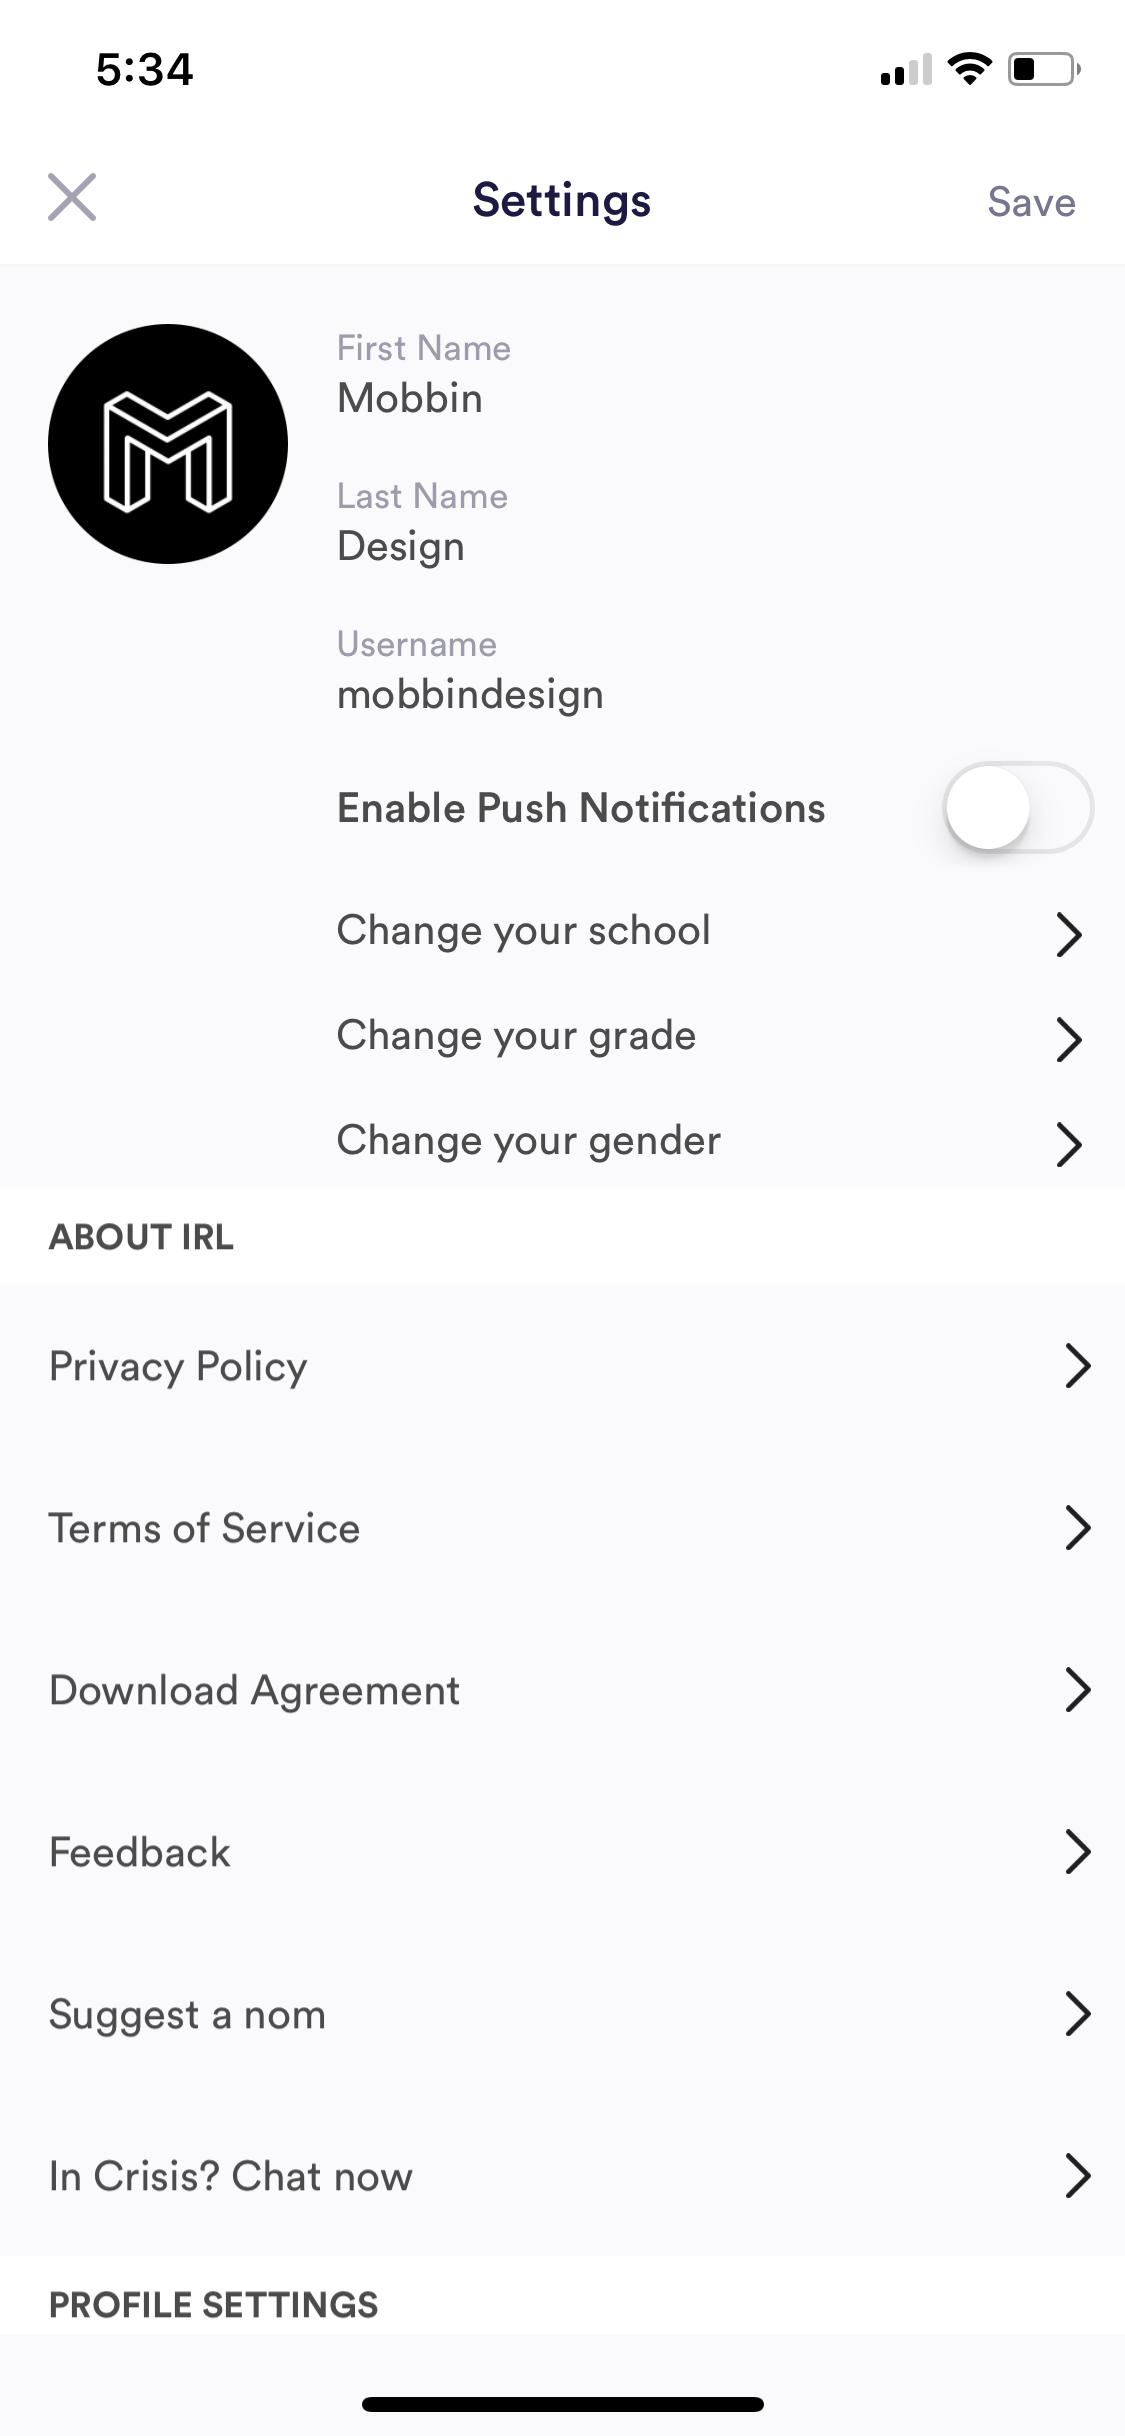 5:34
Settings
Save
First Name
Mobbin
Last Name
Design
Username
mobbindesign
Enable Push Notifications
Change your school
Change your grade
Change your gender
ABOUT IRL
Privacy Policy
Terms of Service
Download Agreement
Feedback
Suggest a nom
In Crisis? Chat now
PROFILE SETTINGS